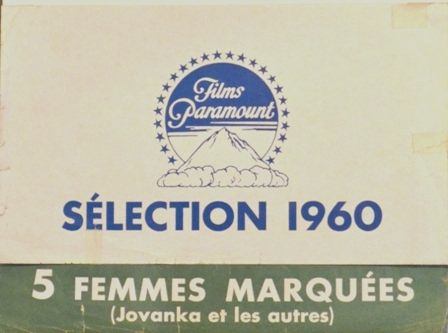 Films
Paramount
SÉLECTION 1960
5 FEMMES MARQUÉES
(Jovanka et les autres)